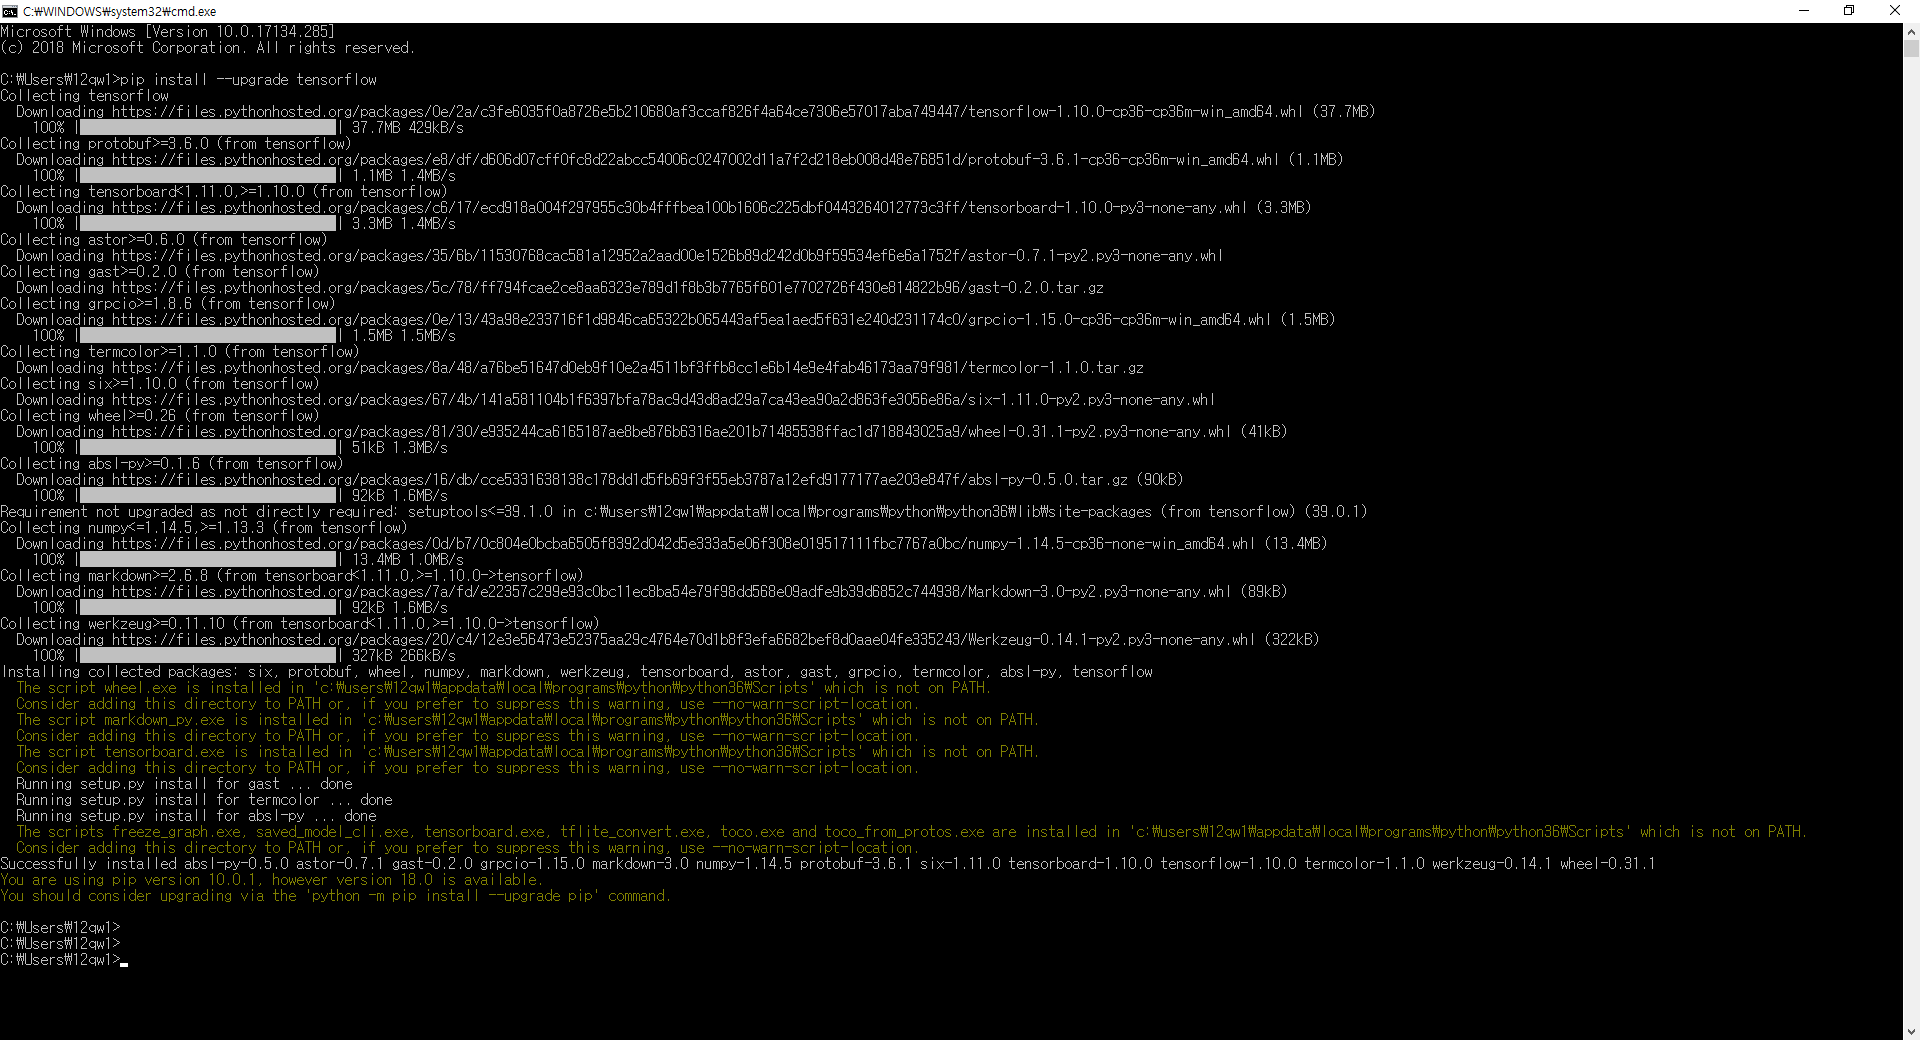 C:₩WINDOWS₩system32₩cmd.exe
Microsoft Windows [Version 10.0.17134.285]
(c) 2018 Microsoft Corporation. All rights reserved.
C:₩Users₩12qw1>pip install --upgrade tensorflow
Collecting tensorflow
Downloading https://files.pythonhosted.org/packages/0e/2a/c3fe6035f0a8726e5b210680af3ccaf826f4a64ce7306e57017aba749447/tensorflow-1.10.0-cp36-cp36m-win_amd64.whl (37.7MB)
100% |████████████████████████████████| 37.7MB 429kB/s
Collecting protobuf>=3.6.0 (from tensorflow)
Downloading https://files.pythonhosted.org/packages/e8/df/d606d07cff0fc8d22abcc54006c0247002d11a7f2d218eb008d48e76851d/protobuf-3.6.1-cp36-cp36m-win_amd64.whl (1.1MB)
100% |████████████████████████████████| 1.1MB 1.4MB/s
Collecting tensorboard<1.11.0,>=1.10.0 (from tensorflow)
Downloading https://files.pythonhosted.org/packages/c6/17/ecd918a004f297955c30b4fffbea100b1606c225dbf0443264012773c3ff/tensorboard-1.10.0-py3-none-any.whl (3.3MB)
100% |████████████████████████████████| 3.3MB 1.4MB/s
Collecting astor>=0.6.0 (from tensorflow)
Downloading https://files.pythonhosted.org/packages/35/6b/11530768cac581a12952a2aad00e1526b89d242d0b9f59534ef6e6a1752f/astor-0.7.1-py2.py3-none-any.whl
Collecting gast>=0.2.0 (from tensorflow)
Downloading https://files.pythonhosted.org/packages/5c/78/ff794fcae2ce8aa6323e789d1f8b3b7765f601e7702726f430e814822b96/gast-0.2.0.tar.gz
Collecting grpcio>=1.8.6 (from tensorflow)
Downloading https://files.pythonhosted.org/packages/0e/13/43a98e233716f1d9846ca65322b065443af5ea1aed5f631e240d231174c0/grpcio-1.15.0-cp36-cp36m-win_amd64.whl (1.5MB)
100% |████████████████████████████████| 1.5MB 1.5MB/s
Collecting termcolor>=1.1.0 (from tensorflow)
Downloading https://files.pythonhosted.org/packages/8a/48/a76be51647d0eb9f10e2a4511bf3ffb8cc1e6b14e9e4fab46173aa79f981/termcolor-1.1.0.tar.gz
Collecting six>=1.10.0 (from tensorflow)
Downloading https://files.pythonhosted.org/packages/67/4b/141a581104b1f6397bfa78ac9d43d8ad29a7ca43ea90a2d863fe3056e86a/six-1.11.0-py2.py3-none-any.whl
Collecting wheel>=0.26 (from tensorflow)
Downloading https://files.pythonhosted.org/packages/81/30/e935244ca6165187ae8be876b6316ae201b71485538ffac1d718843025a9/wheel-0.31.1-py2.py3-none-any.whl (41kB)
100% |████████████████████████████████| 51kB 1.3MB/s
Collecting absl-py>=0.1.6 (from tensorflow)
Downloading https://files.pythonhosted.org/packages/16/db/cce5331638138c178dd1d5fb69f3f55eb3787a12efd9177177ae203e847f/absl-py-0.5.0.tar.gz (90kB)
100% |████████████████████████████████| 92kB 1.6MB/s
Requirement not upgraded as not directly required: setuptools<=39.1.0 in c:₩users₩12qw1₩appdata₩local₩programs₩python₩python36₩lib₩site-packages (from tensorflow) (39.0.1)
Collecting numpy<=1.14.5,>=1.13.3 (from tensorflow)
Downloading https://files.pythonhosted.org/packages/0d/b7/0c804e0bcba6505f8392d042d5e333a5e06f308e019517111fbc7767a0bc/numpy-1.14.5-cp36-none-win_amd64.whl (13.4MB)
100% |████████████████████████████████| 13.4MB 1.0MB/s
Collecting markdown>=2.6.8 (from tensorboard<1.11.0,>=1.10.0->tensorflow)
Downloading https://files.pythonhosted.org/packages/7a/fd/e22357c299e93c0bc11ec8ba54e79f98dd568e09adfe9b39d6852c744938/Markdown-3.0-py2.py3-none-any.whl (89kB)
100% |████████████████████████████████| 92kB 1.6MB/s
Collecting werkzeug>=0.11.10 (from tensorboard<1.11.0,>=1.10.0->tensorflow)
Downloading https://files.pythonhosted.org/packages/20/c4/12e3e56473e52375aa29c4764e70d1b8f3efa6682bef8d0aae04fe335243/Werkzeug-0.14.1-py2.py3-none-any.whl (322kB)
100% |████████████████████████████████| 327kB 266kB/s
Installing collected packages: six, protobuf, wheel, numpy, markdown, werkzeug, tensorboard, astor, gast, grpcio, termcolor, absl-py, tensorflow
The script wheel.exe is installed in 'c:₩users₩12qw1₩appdata₩local₩programs₩python₩python36₩Scripts' which is not on PATH.
Consider adding this directory to PATH or, if you prefer to suppress this warning, use --no-warn-script-location.
The script markdown_py.exe is installed in 'c:₩users₩12qw1₩appdata₩local₩programs₩python₩python36₩Scripts' which is not on PATH.
Consider adding this directory to PATH or, if you prefer to suppress this warning, use --no-warn-script-location.
The script tensorboard.exe is installed in 'c:₩users₩12qw1₩appdata₩local₩programs₩python₩python36₩Scripts' which is not on PATH.
Consider adding this directory to PATH or, if you prefer to suppress this warning, use --no-warn-script-location.
Running setup.py install for gast ... done
Running setup.py install for termcolor ... done
Running setup.py install for absl-py ... done
The scripts freeze_graph.exe, saved_model_cli.exe, tensorboard.exe, tflite_convert.exe, toco.exe and toco_from_protos.exe are installed in 'c:₩users₩12qw1₩appdata₩local₩programs₩python₩python36₩Scripts' which is not on PATH.
Consider adding this directory to PATH or, if you prefer to suppress this warning, use --no-warn-script-location.
Successfully installed absl-py-0.5.0 astor-0.7.1 gast-0.2.0 grpcio-1.15.0 markdown-3.0 numpy-1.14.5 protobuf-3.6.1 six-1.11.0 tensorboard-1.10.0 tensorflow-1.10.0 termcolor-1.1.0 werkzeug-0.14.1 wheel-0.31.1
You are using pip version 10.0.1, however version 18.0 is available.
You should consider upgrading via the 'python -m pip install --upgrade pip' command.
C:₩Users₩12qw1>
C:₩Users₩12qw1>
C:₩Users₩12qw1>